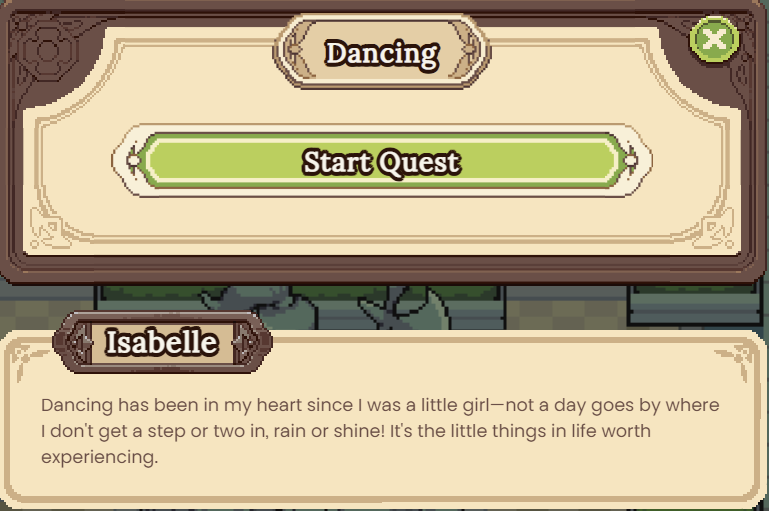 Dancing
Start Quest
Isabelle
Dancing has been in my heart since I was a little girl—not a day goes by where
I don't get a step or two in, rain or shine! It's the little things in life worth
experiencing.